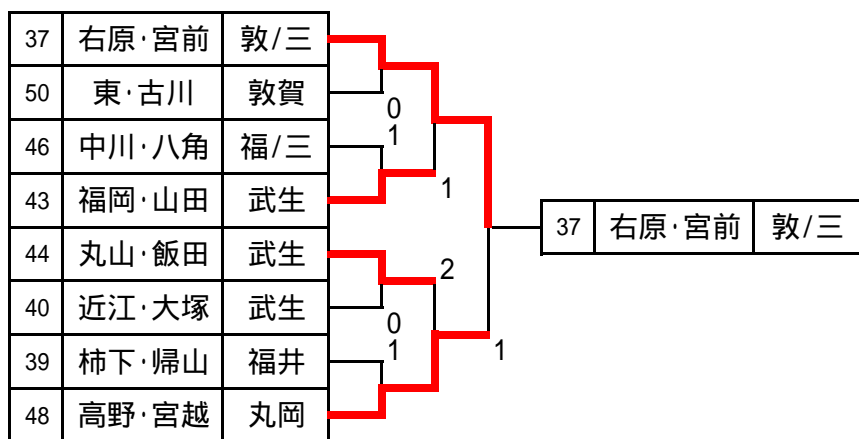 37 右原・宮前 敦/三
50 東・古川 敦賀
0
1
46 中川・八角 福/三
43 福岡・山田 武生
1
37 右原・宮前 敦/三
44 丸山・飯田 武生
2
40 近江・大塚 武生
0
1
1
39 柿下・帰山 福井
48 高野・宮越 丸岡